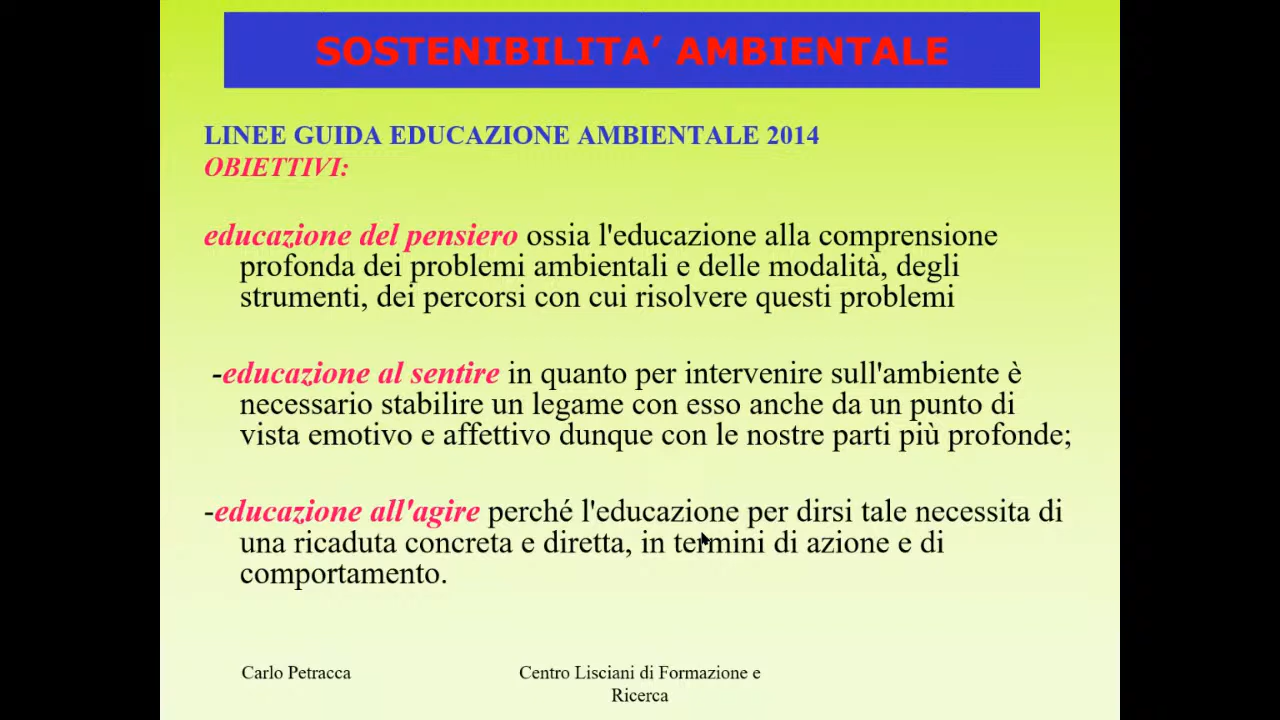 SOSTENIBILITA’ AMBIENTALE
LINEE GUIDA EDUCAZIONE AMBIENTALE 2014
OBIETTIVI:
educazione del pensiero ossia l'educazione alla comprensione
profonda dei problemi ambientali e delle modalità, degli
strumenti, dei percorsi con cui risolvere questi problemi
-educazione al sentire in quanto per intervenire sull'ambiente è
necessario stabilire un legame con esso anche da un punto di
vista emotivo e affettivo dunque con le nostre parti più profonde;
-educazione all'agire perché l'educazione per dirsi tale necessita di
una ricaduta concreta e diretta, in termini di azione e di
comportamento.
Carlo Petracca
Centro Lisciani di Formazione e
Ricerca